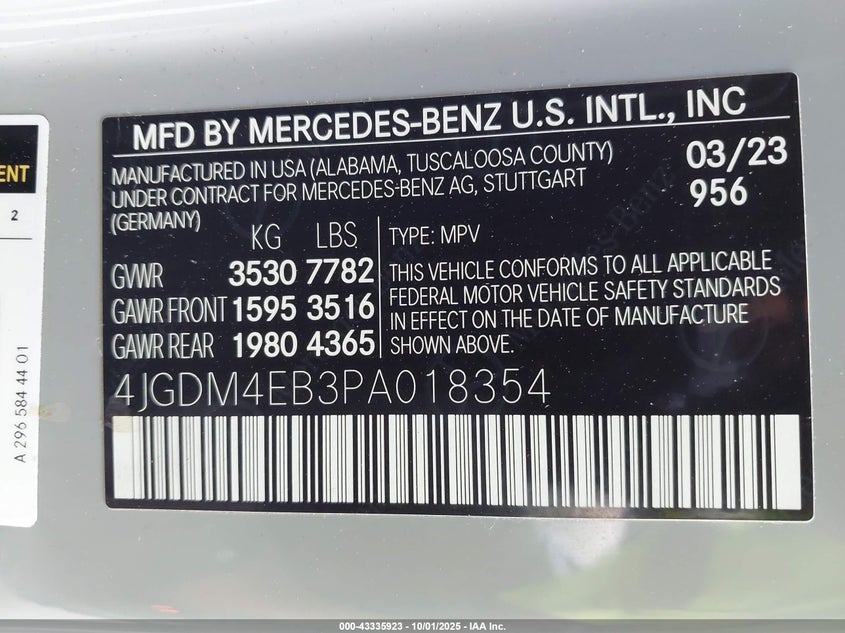 MFD BY MERCEDES-BENZ U.S. INTL., INC
MANUFACTURED IN USA (ALABAMA, TUSCALOOSA COUNTY)
UNDER CONTRACT FOR MERCEDES-BENZ AG, STUTTGART
(GERMANY)
03/23
956
KG LBS
GVWR 3530 7782
GAWR FRONT 1595 3516
GAWR REAR 1980 4365
TYPE: MPV
THIS VEHICLE CONFORMS TO ALL APPLICABLE
FEDERAL MOTOR VEHICLE SAFETY STANDARDS
IN EFFECT ON THE DATE OF MANUFACTURE
SHOWN ABOVE.
4JGDM4EB3PA018354
ENT
2
A 296 584 44 01
Mercedes-Benz
000-43335923 - 10/01/2025 - IAA Inc.